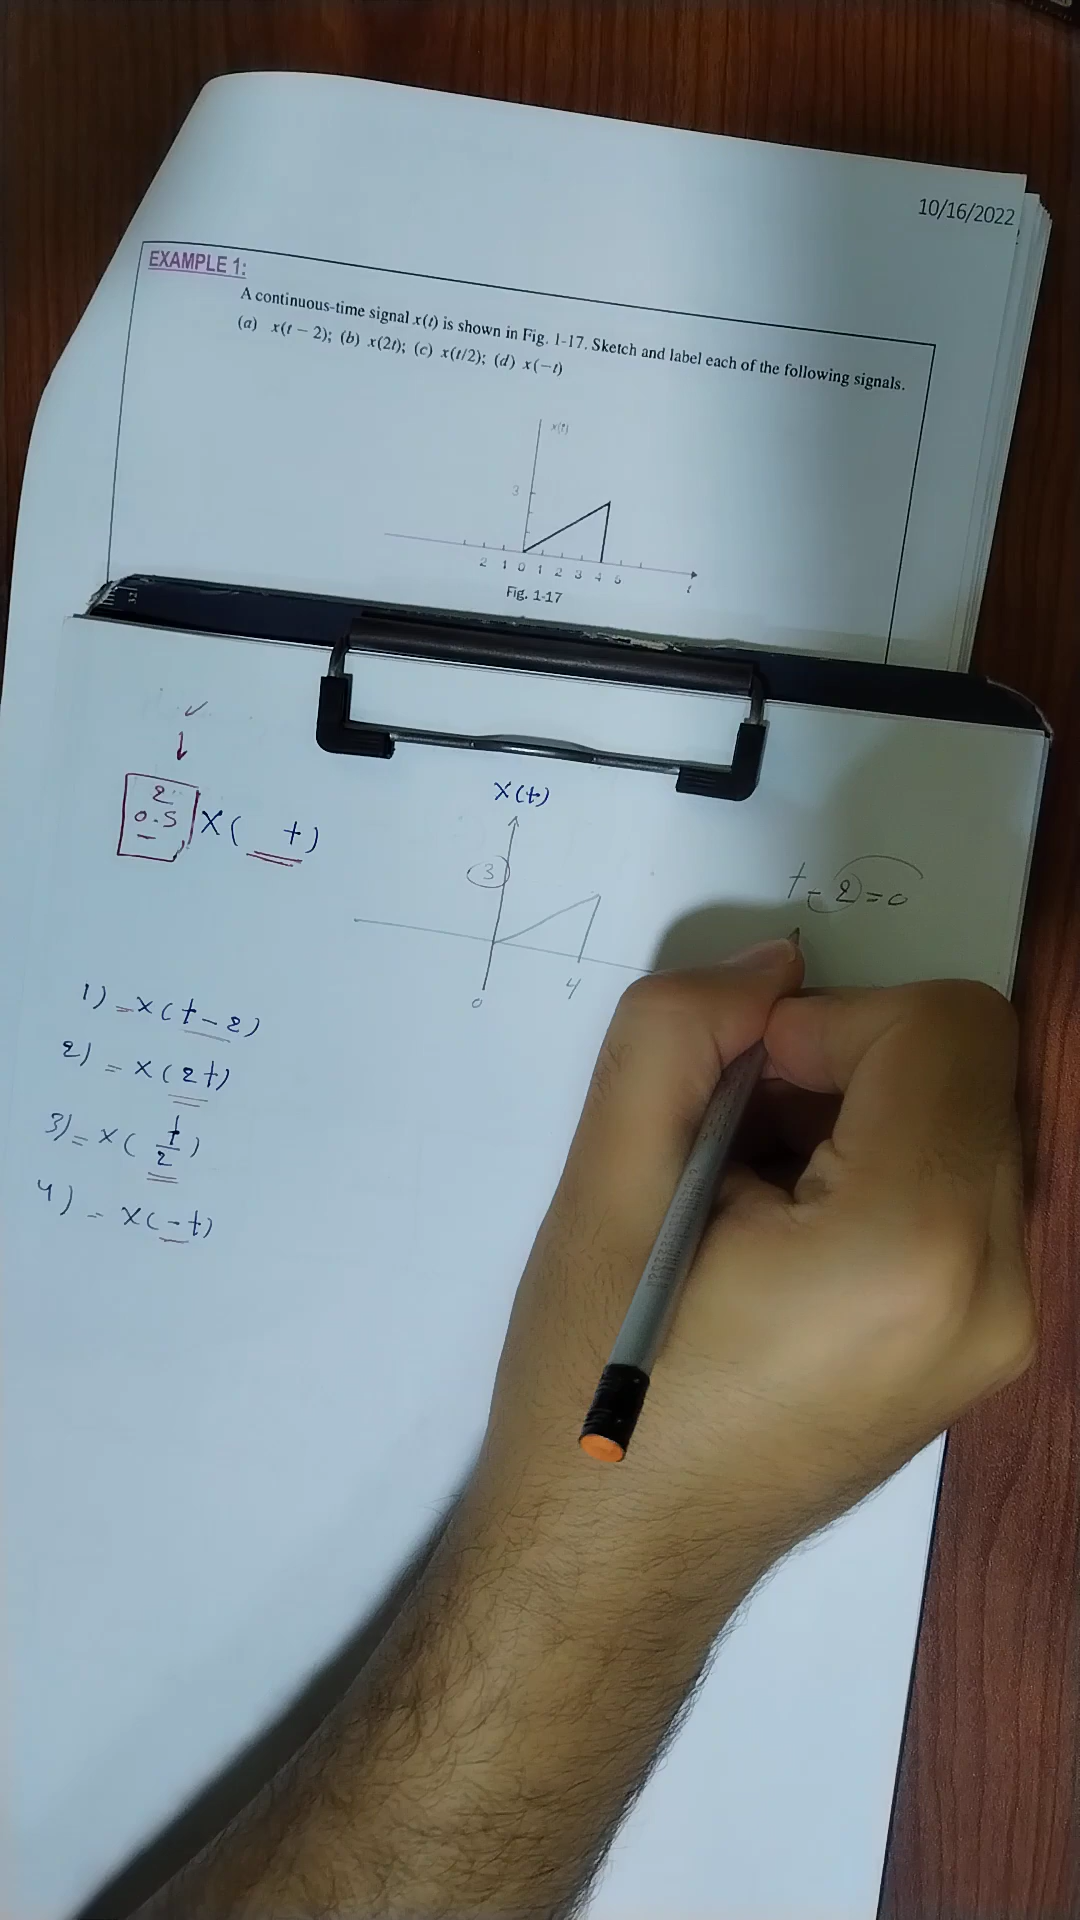 10/16/2022
EXAMPLE 1:
A continuous-time signal x(t) is shown in Fig. 1-17. Sketch and label each of the following signals.
(a) x(t − 2); (b) x(2t); (c) x(t/2); (d) x(−t)
x(t)
3
2 1 0 1 2 3 4 5
t
Fig. 1-17
2
0.5 X( t)
X(t)
3
0
4
t-2=0
1) =x(t-2)
2) = x(2t)
3) = x(t/2)
4) = x(-t)